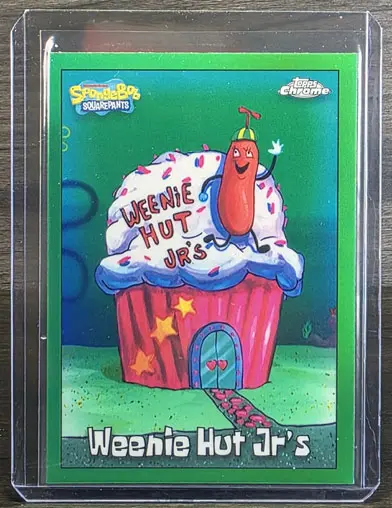 SpongeBob
SQUAREPANTS
Topps
Chrome
WEENIE
HUT
JR'S
Weenie Hut Jr's